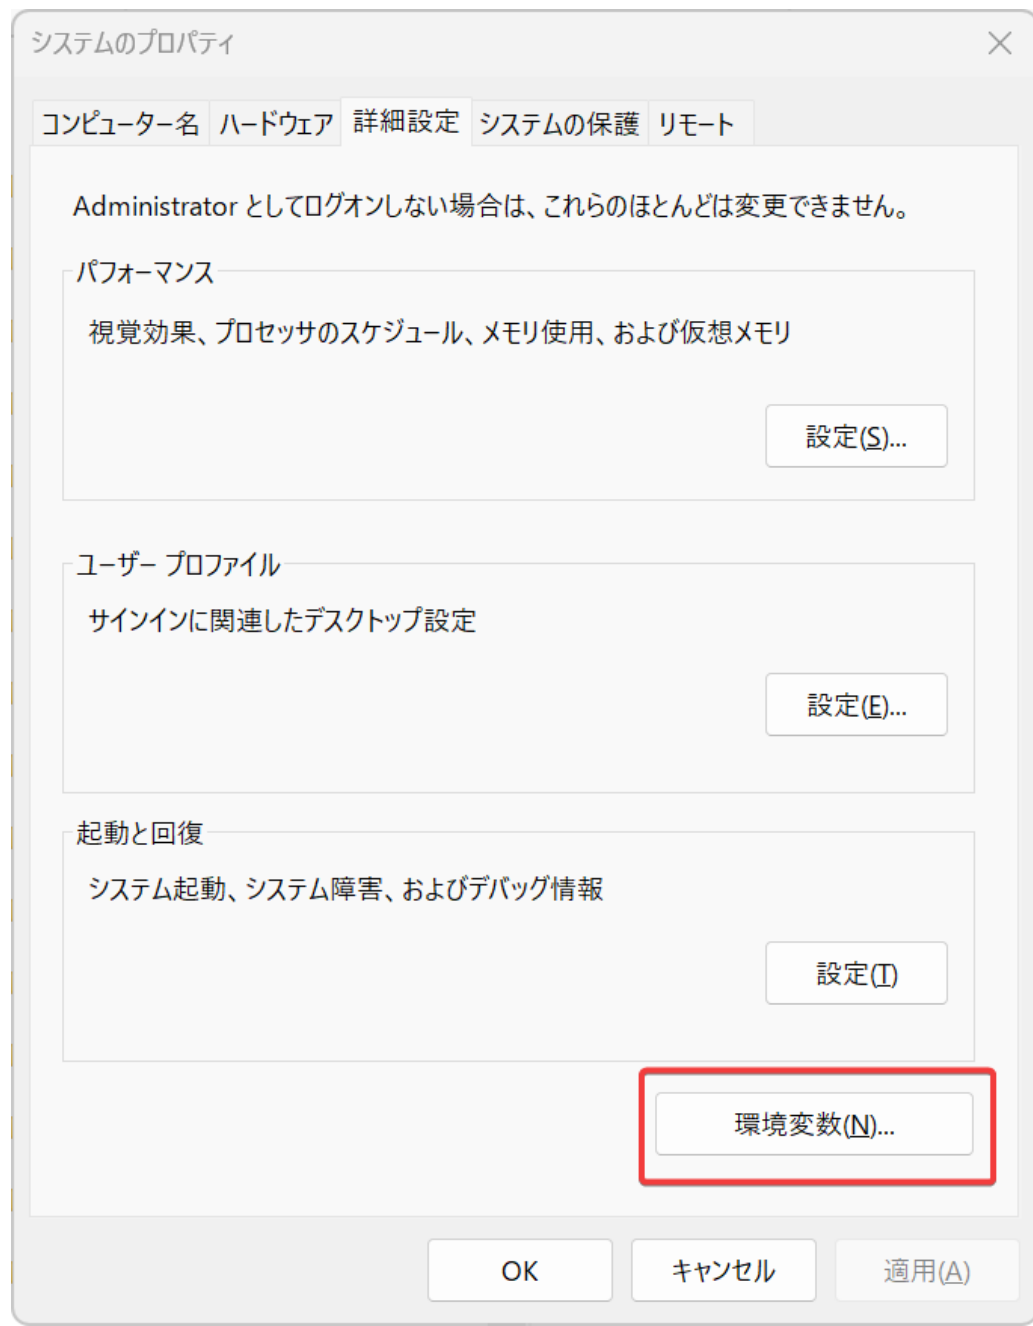 システムのプロパティ
コンピューター名 ハードウェア 詳細設定 システムの保護 リモート
Administrator としてログオンしない場合は、これらのほとんどは変更できません。
パフォーマンス
視覚効果、プロセッサのスケジュール、メモリ使用、および仮想メモリ
設定(S)...
ユーザー プロファイル
サインインに関連したデスクトップ設定
設定(E)...
起動と回復
システム起動、システム障害、およびデバッグ情報
設定(T)
環境変数(N)...
OK キャンセル 適用(A)